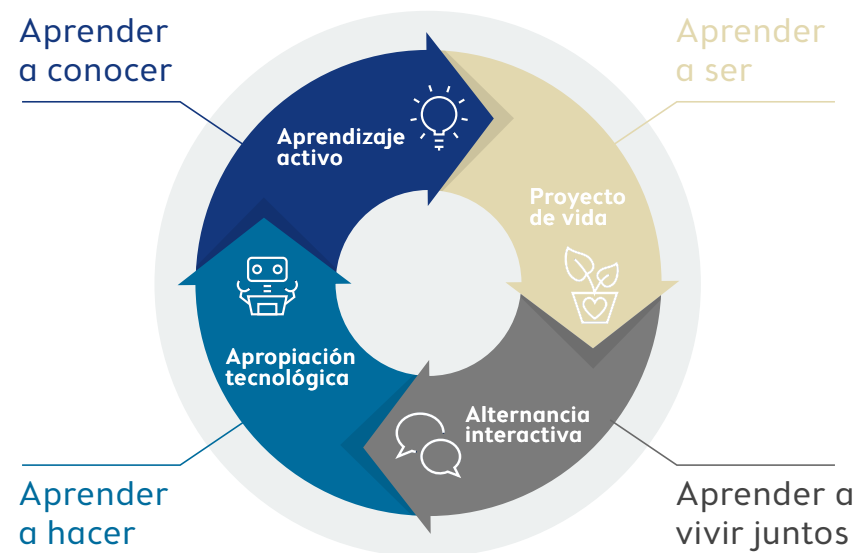 Aprender
a conocer
Aprender
a ser
Aprendizaje
activo
Proyecto
de vida
Apropiación
tecnológica
Alternancia
interactiva
Aprender
a hacer
Aprender a
vivir juntos